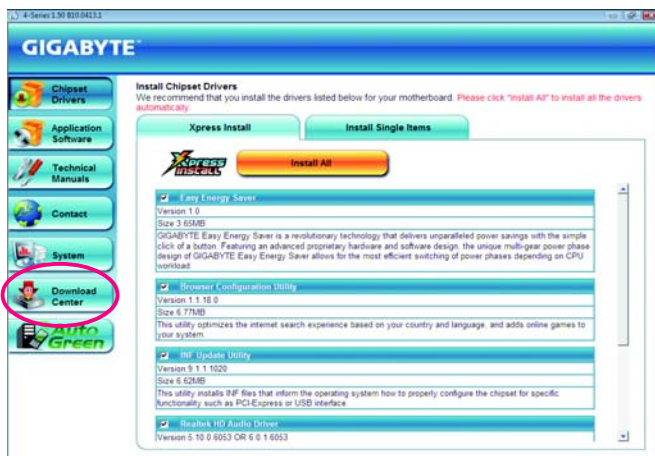 4-Series 1.50 B10.0413.1
GIGABYTE™
Chipset
Drivers
Application
Software
Technical
Manuals
Contact
System
Download
Center
Auto
Green
Install Chipset Drivers
We recommend that you install the drivers listed below for your motherboard. Please click "Install All" to install all the drivers
automatically.
Xpress Install
Install Single Items
Xpress
Install
Install All
Easy Energy Saver
Version:1.0
Size:3.65MB
GIGABYTE Easy Energy Saver is a revolutionary technology that delivers unparalleled power savings with the simple
click of a button. Featuring an advanced proprietary hardware and software design, the unique multi-gear power phase
design of GIGABYTE Easy Energy Saver allows for the most efficient switching of power phases depending on CPU
workload.
Browser Configuration Utility
Version:1.1.18.0
Size:6.77MB
This utility optimizes the internet search experience based on your country and language, and adds online games to
your system.
INF Update Utility
Version:9.1.1.1020
Size:6.62MB
This utility installs INF files that inform the operating system how to properly configure the chipset for specific
functionality such as PCI-Express or USB interface.
Realtek HD Audio Driver
Version:5.10.0.6053 OR 6.0.1.6053